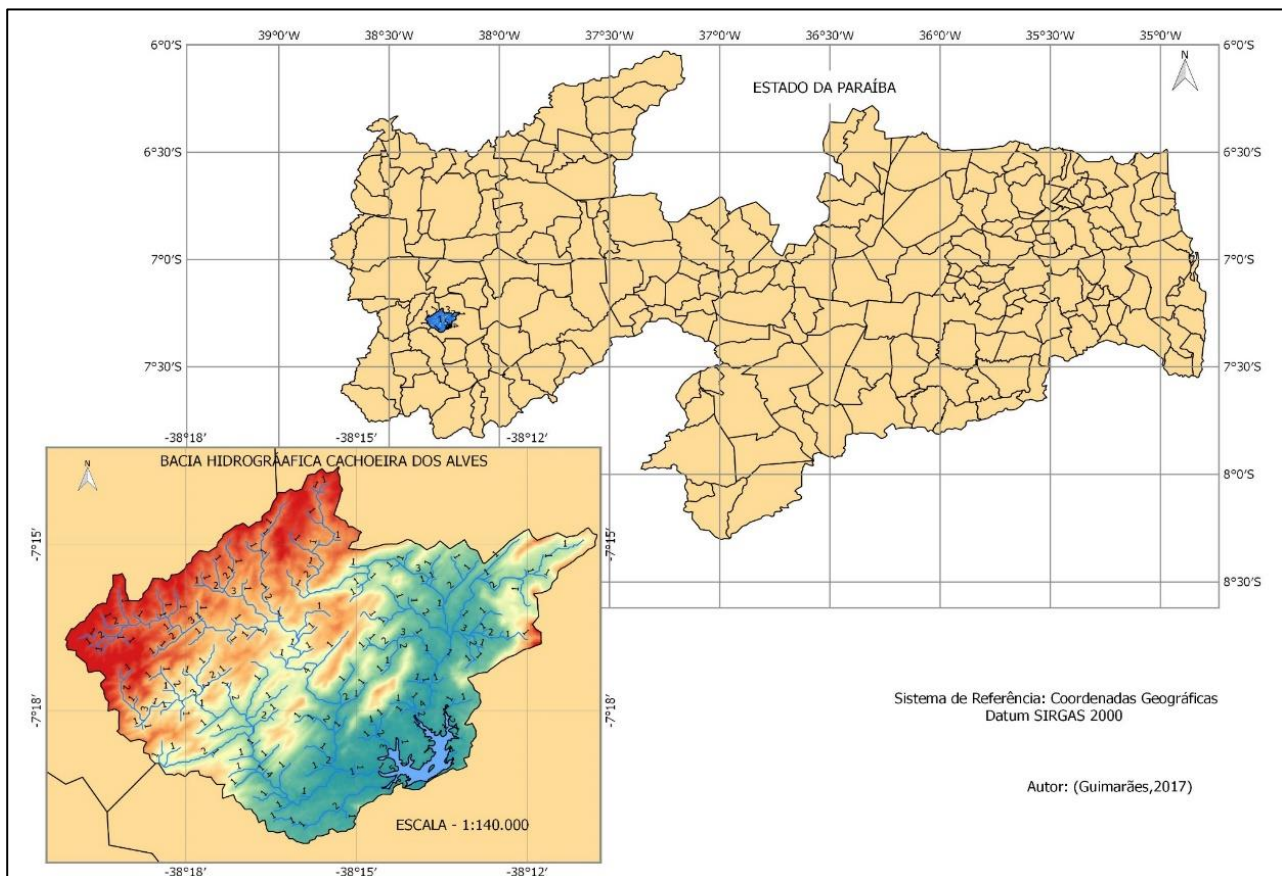 39°0'W 38°30'W 38°0'W 37°30'W 37°0'W 36°30'W 36°0'W 35°30'W 35°0'W
6°0'S 6°0'S
N
ESTADO DA PARAÍBA
6°30'S 6°30'S
7°0'S 7°0'S
7°30'S 7°30'S
8°0'S 8°0'S
8°30'S
-38°18' -38°15' -38°12'
BACIA HIDROGRÁAFICA CACHOEIRA DOS ALVES
N
-7°15' -7°15'
-7°18' -7°18'
ESCALA - 1:140.000
-38°18' -38°15' -38°12'
Sistema de Referência: Coordenadas Geográficas
Datum SIRGAS 2000
Autor: (Guimarães,2017)